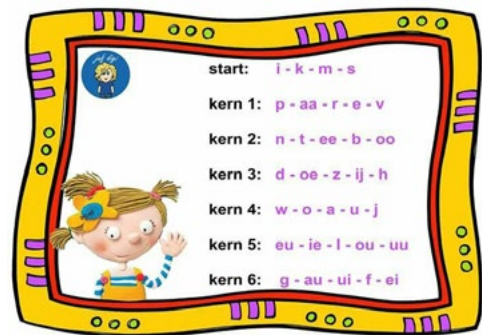 start: i - k - m - s
kern 1: p - aa - r - e - v
kern 2: n - t - ee - b - oo
kern 3: d - oe - z - ij - h
kern 4: w - o - a - u - j
kern 5: eu - ie - l - ou - uu
kern 6: g - au - ui - f - ei